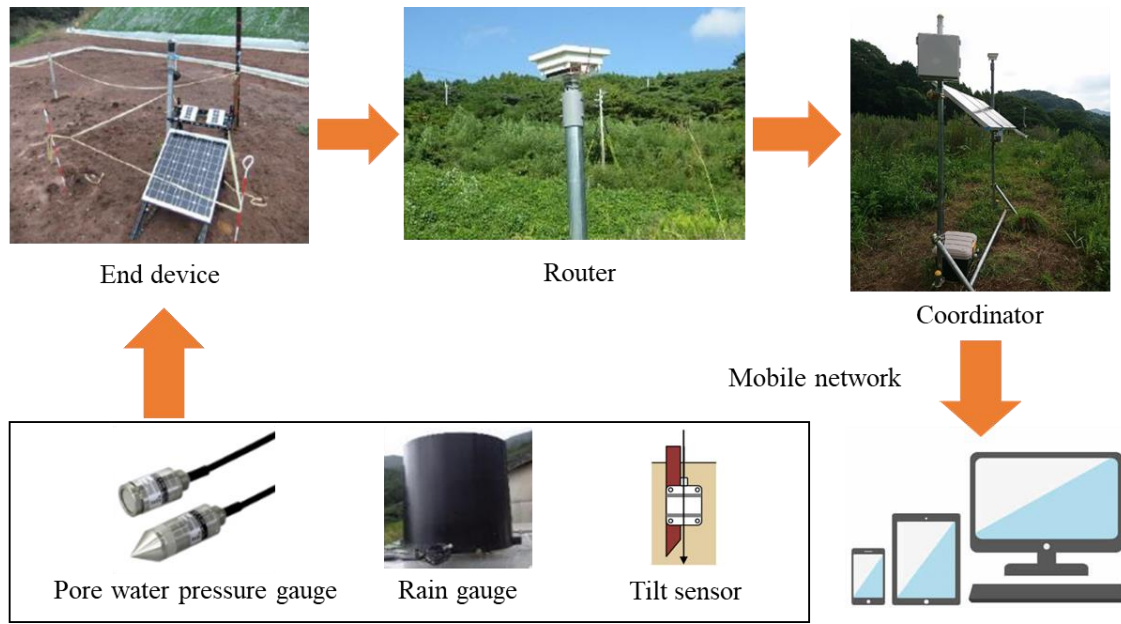 End device
Router
Coordinator
Mobile network
Pore water pressure gauge
Rain gauge
Tilt sensor